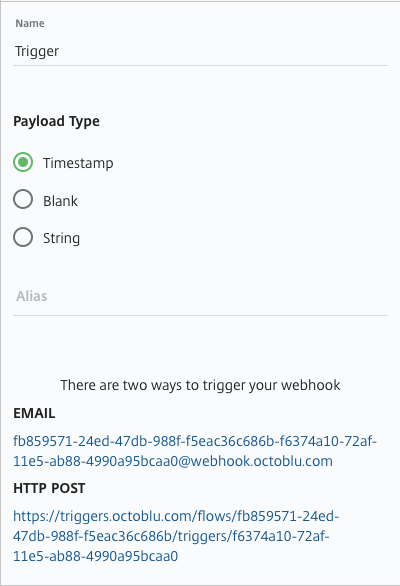 Name
Trigger
Payload Type
Timestamp
Blank
String
Alias
There are two ways to trigger your webhook
EMAIL
fb859571-24ed-47db-988f-f5eac36c686b-f6374a10-72af-
11e5-ab88-4990a95bcaa0@webhook.octoblu.com
HTTP POST
https://triggers.octoblu.com/flows/fb859571-24ed-
47db-988f-f5eac36c686b/triggers/f6374a10-72af-
11e5-ab88-4990a95bcaa0